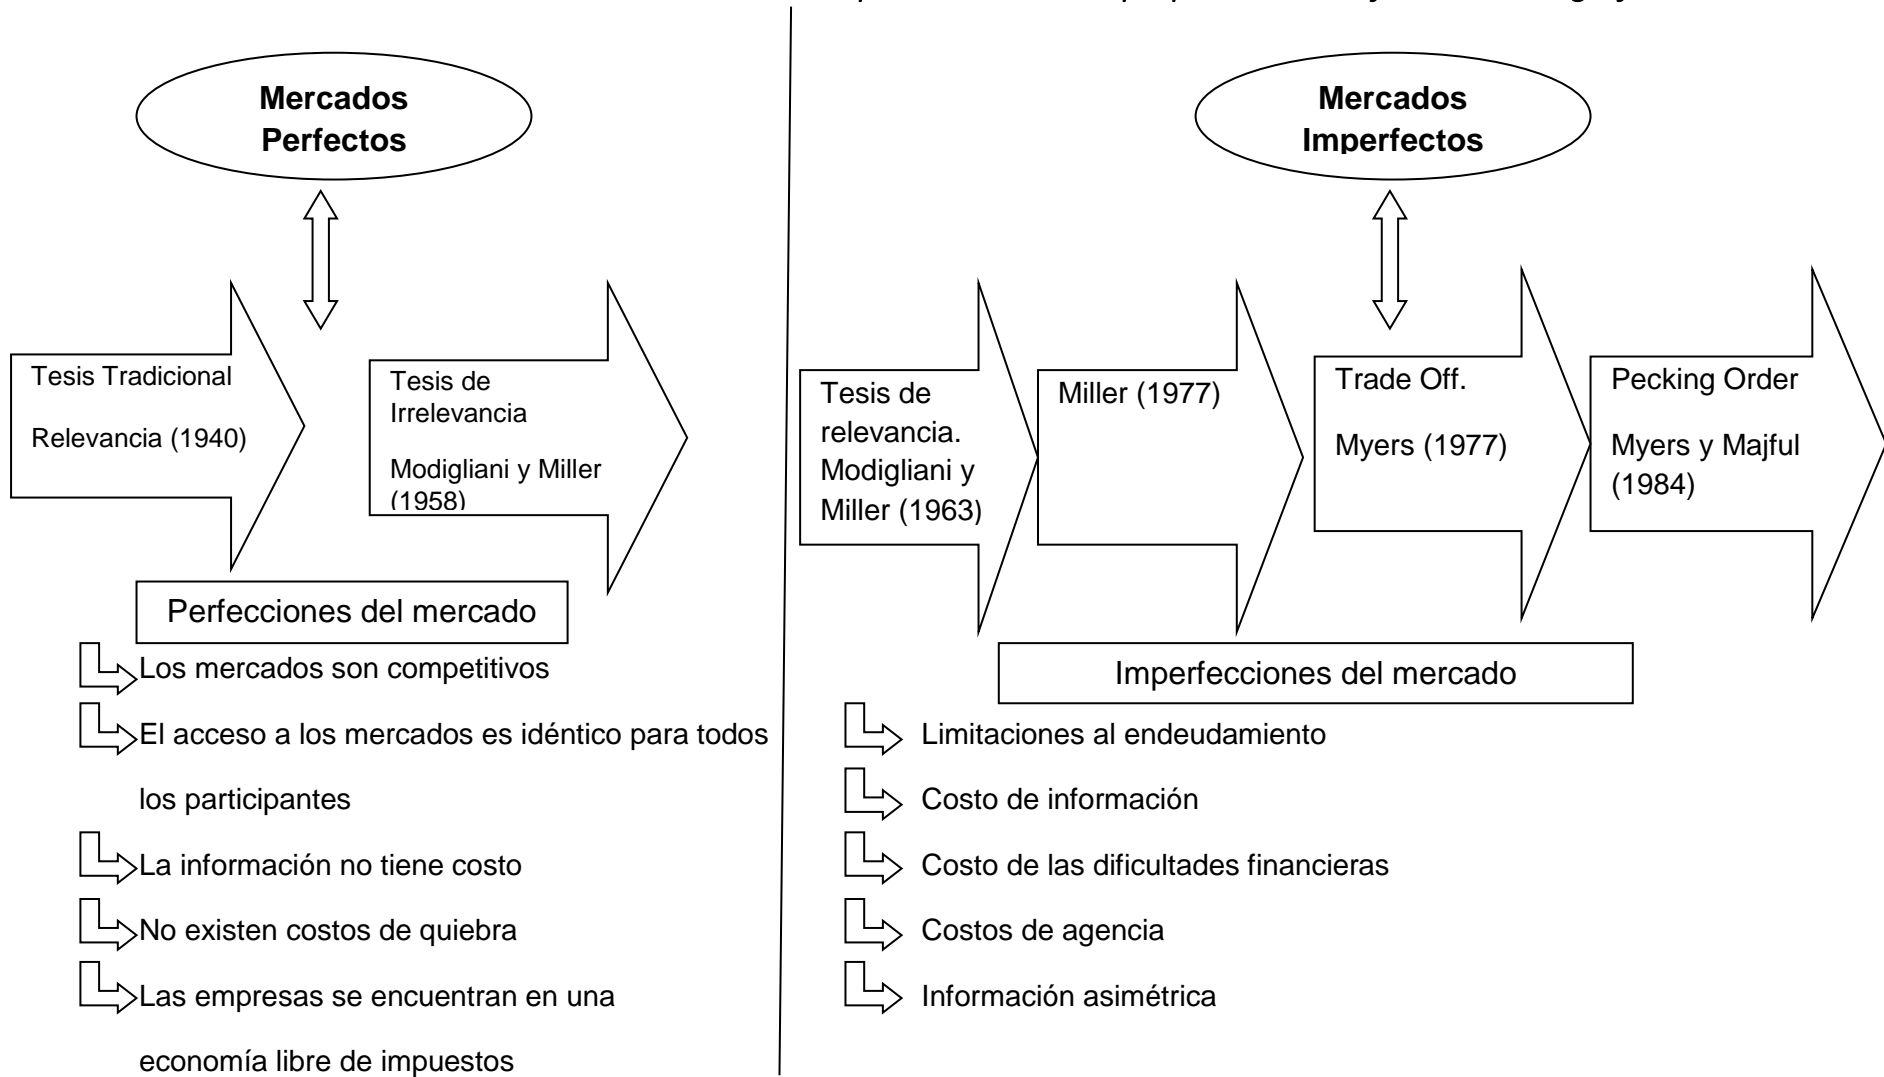 Mercados
Perfectos
Tesis Tradicional
Relevancia (1940)
Tesis de
Irrelevancia
Modigliani y Miller
(1958)
Perfecciones del mercado
Los mercados son competitivos
El acceso a los mercados es idéntico para todos
los participantes
La información no tiene costo
No existen costos de quiebra
Las empresas se encuentran en una
economía libre de impuestos
Mercados
Imperfectos
Tesis de
relevancia.
Modigliani y
Miller (1963)
Miller (1977)
Trade Off.
Myers (1977)
Pecking Order
Myers y Majful
(1984)
Imperfecciones del mercado
Limitaciones al endeudamiento
Costo de información
Costo de las dificultades financieras
Costos de agencia
Información asimétrica